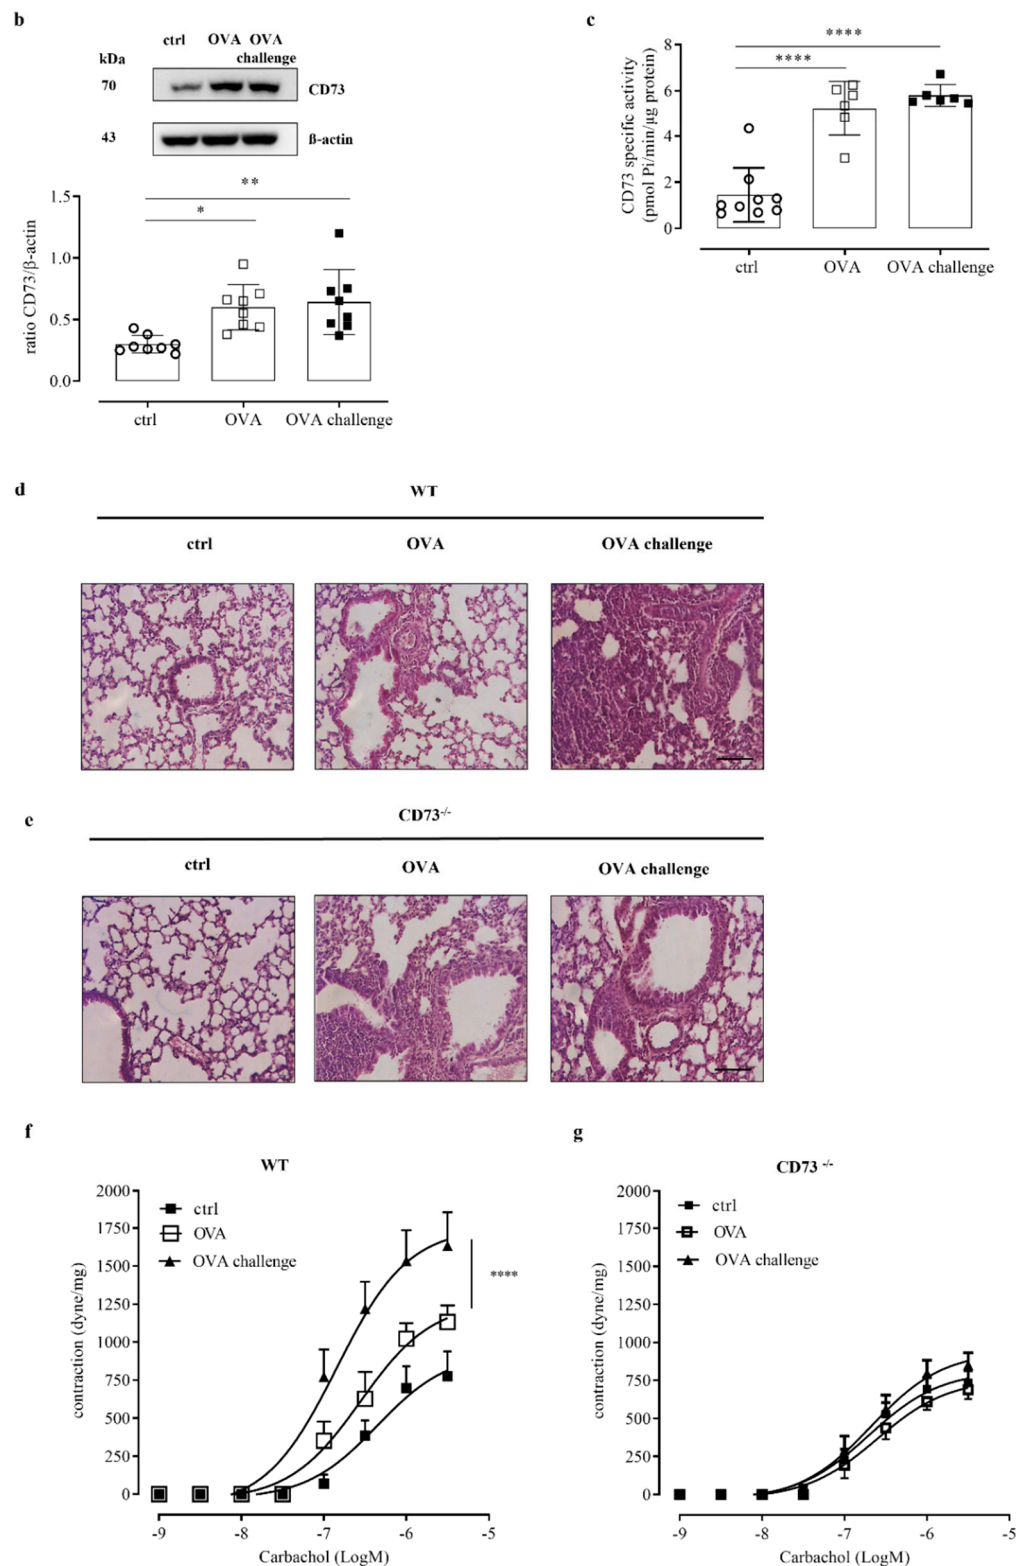 b
ctrl OVA OVA
challenge
kDa
70
CD73
43
ß-actin
**
*
1.5
1.0
0.5
0.0
ratio CD73/β-actin
ctrl OVA OVA challenge
c
****
****
8
6
4
2
0
CD73 specific activity
(pmol Pi/min/µg protein)
ctrl OVA OVA challenge
d
WT
ctrl OVA OVA challenge
e
CD73-/-
ctrl OVA OVA challenge
f
WT
2000
1750
1500
1250
1000
750
500
250
0
contraction (dyne/mg)
ctrl
OVA
OVA challenge
****
-9 -8 -7 -6 -5
Carbachol (LogM)
g
CD73 -/-
2000
1750
1500
1250
1000
750
500
250
0
contraction (dyne/mg)
ctrl
OVA
OVA challenge
-9 -8 -7 -6 -5
Carbachol (LogM)